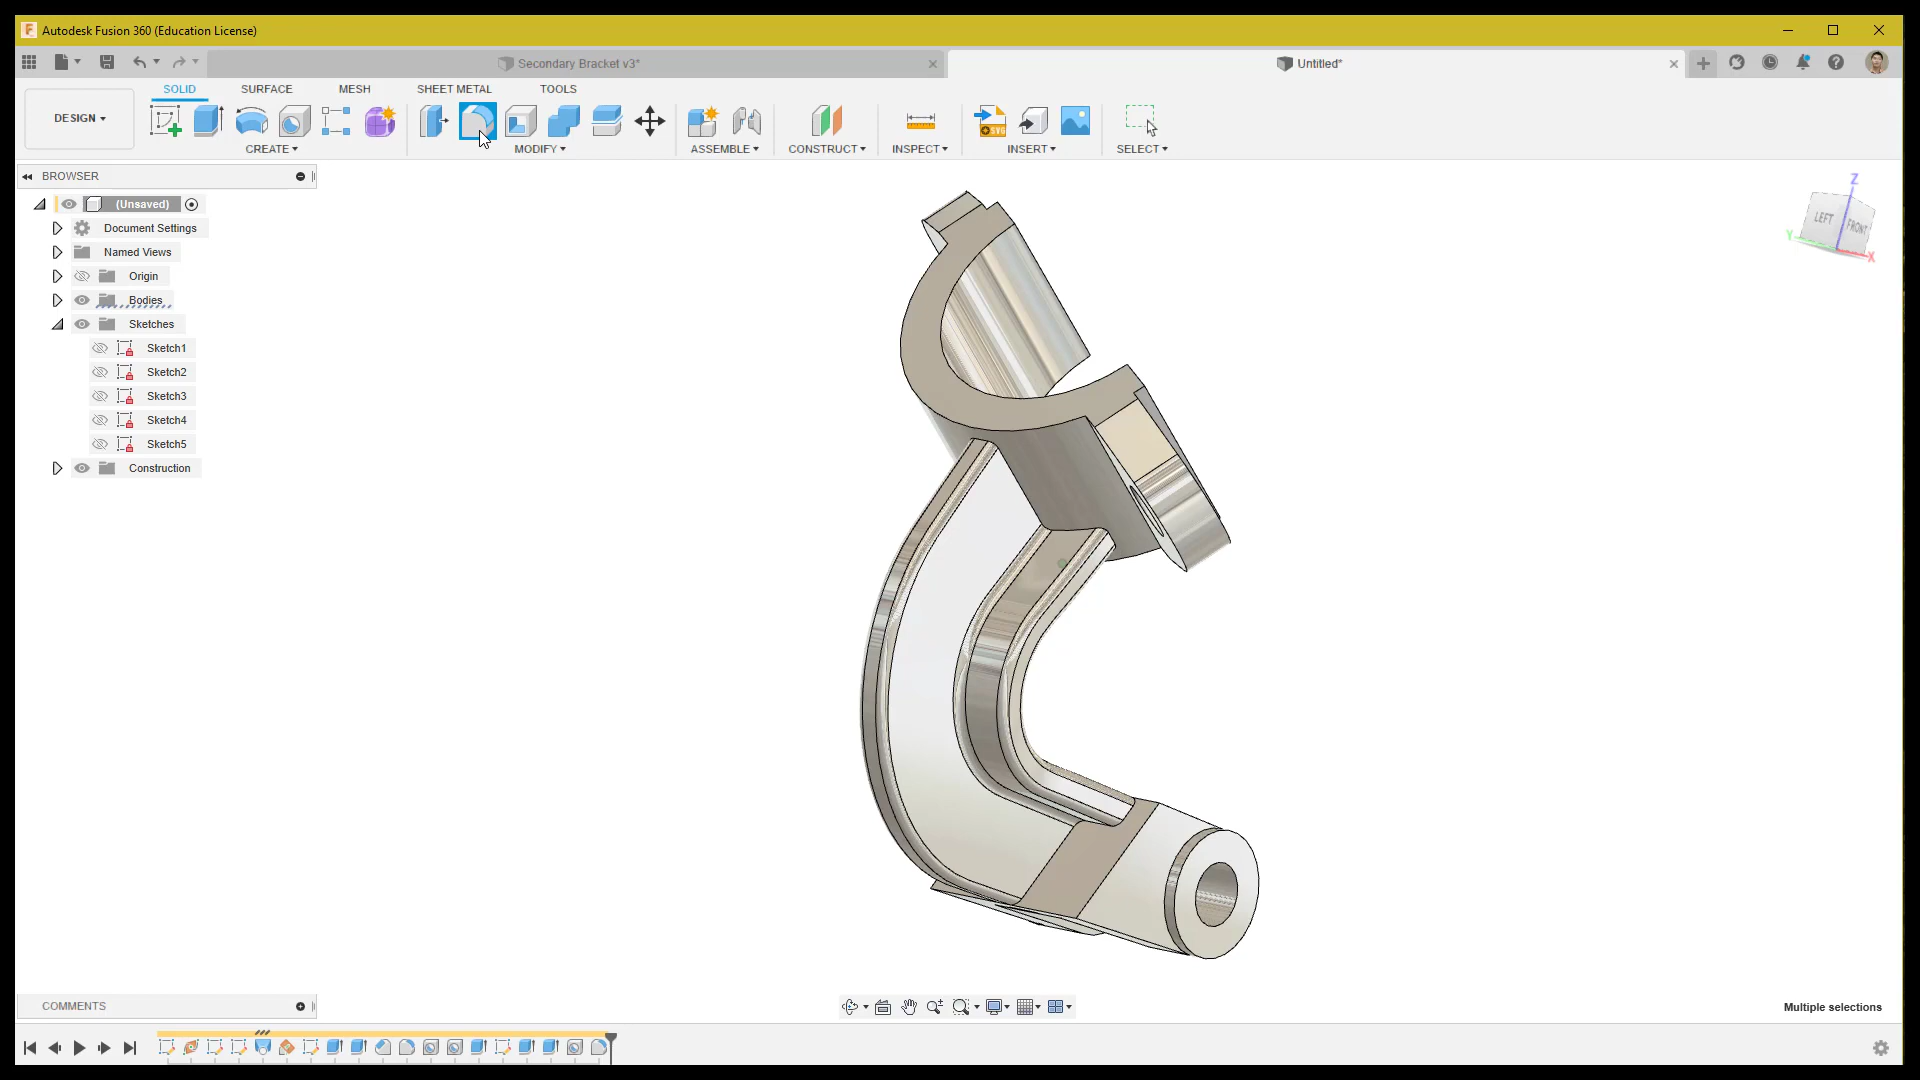 Autodesk Fusion 360 (Education License)
Secondary Bracket v3*
Untitled*
SOLID
SURFACE
MESH
SHEET METAL
TOOLS
DESIGN
SVG
CREATE
MODIFY
ASSEMBLE
CONSTRUCT
INSPECT
INSERT
SELECT
BROWSER
(Unsaved)
Document Settings
Named Views
Origin
Bodies
Sketches
Sketch1
Sketch2
Sketch3
Sketch4
Sketch5
Construction
Z
LEFT
FRONT
Y
X
COMMENTS
Multiple selections